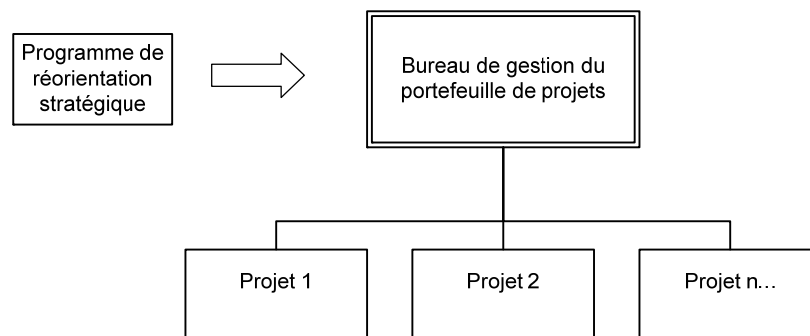 Programme de
réorientation
stratégique
Bureau de gestion du
portefeuille de projets
Projet 1
Projet 2
Projet n...